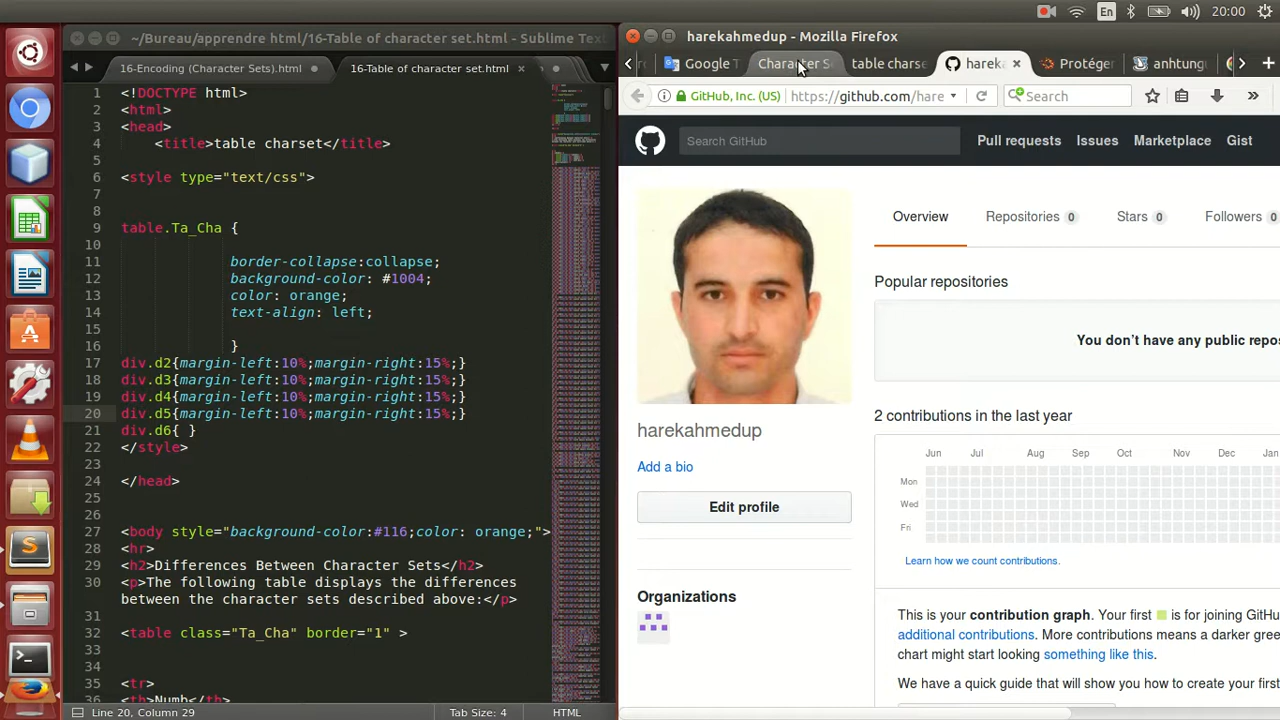 En
20:00
~/Bureau/apprendre html/16-Table of character set.html - Sublime Text
harekahmedup - Mozilla Firefox
16-Encoding (Character Sets).html
16-Table of character set.html
Google T
Character Se
table charse
harek
Protéger
anhtung
GitHub, Inc. (US)
https://github.com/hare
Search
Search GitHub
Pull requests Issues Marketplace Gist
1 <!DOCTYPE html>
2 <html>
3 <head>
4 <title>table charset</title>
5
6 <style type="text/css">
7
8
9 table.Ta_Cha {
10
11 border-collapse:collapse;
12 background-color: #1004;
13 color: orange;
14 text-align:left;
15
16 }
17 div.d2{margin-left:10%;margin-right:15%;}
18 div.d3{margin-left:10%;margin-right:15%;}
19 div.d4{margin-left:10%;margin-right:15%;}
20 div.d5{margin-left:10%;margin-right:15%;}
21 div.d6{ }
22 </style>
23
24 </head>
25
26
27 <body style="background-color:#116;color: orange;">
28 <hr>
29 <h2>Differences Between Character Sets</h2>
30 <p>The following table displays the differences
between the character sets described above:</p>
31
32 <table class="Ta_Cha" border="1" >
33
34
35 <tr>
36 <th>Numb</th>
Line 20, Column 29
Tab Size: 4
HTML
Overview
Repositories 0
Stars 0
Followers
Popular repositories
You don't have any public repo
2 contributions in the last year
Jun Jul Aug Sep Oct Nov Dec Jan
Mon
Wed
Fri
Learn how we count contributions.
harekahmedup
Add a bio
Edit profile
Organizations
This is your contribution graph. Your first is for joining GitH
additional contributions. More contributions means a darker g
chart might start looking something like this.
We have a quick guide that will show you how to create